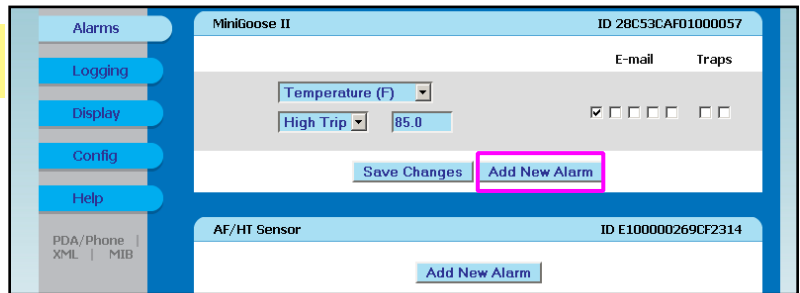 Alarms
Logging
Display
Config
Help
PDA/Phone |
XML | MIB
MiniGoose II ID 28C53CAF01000057
E-mail Traps
Temperature (F)
High Trip 85.0
Save Changes Add New Alarm
AF/HT Sensor ID E100000269CF2314
Add New Alarm